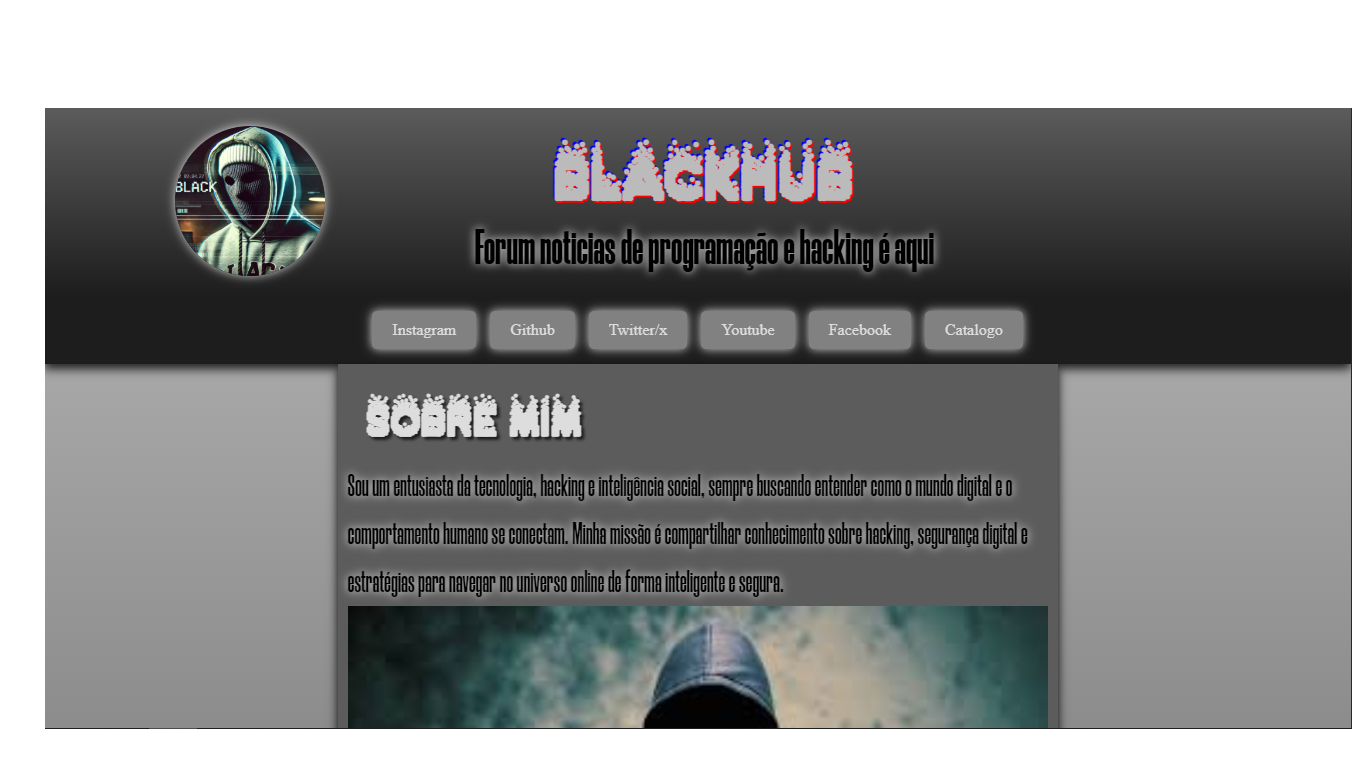 BLACK
BLACKHUB
Forum noticias de programação e hacking é aqui
Instagram
Github
Twitter/x
Youtube
Facebook
Catalogo
SOBRE MIM
Sou um entusiasta da tecnologia, hacking e inteligência social, sempre buscando entender como o mundo digital e o
comportamento humano se conectam. Minha missão é compartilhar conhecimento sobre hacking, segurança digital e
estratégias para navegar no universo online de forma inteligente e segura.